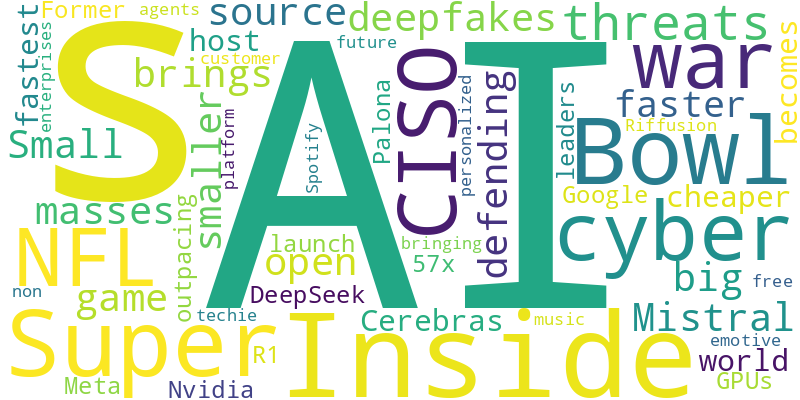 Former
agents
source
deepfakes
threats
fastest
enterprises
S
host
future
customer
brings
AI
CISO
war
becomes
faster
Riffusion
Small
smaller
platform
Spotify
Palona
personalized
defending
leaders
Bowl
Google
cheaper
masses
outpacing
cyber
NFL
launch
bringing
open
57x
big
free
non
game
DeepSeek
techie
Cerebras
music
Mistral
Super
Inside
R1
emotive
world
Meta
Nvidia
GPUs